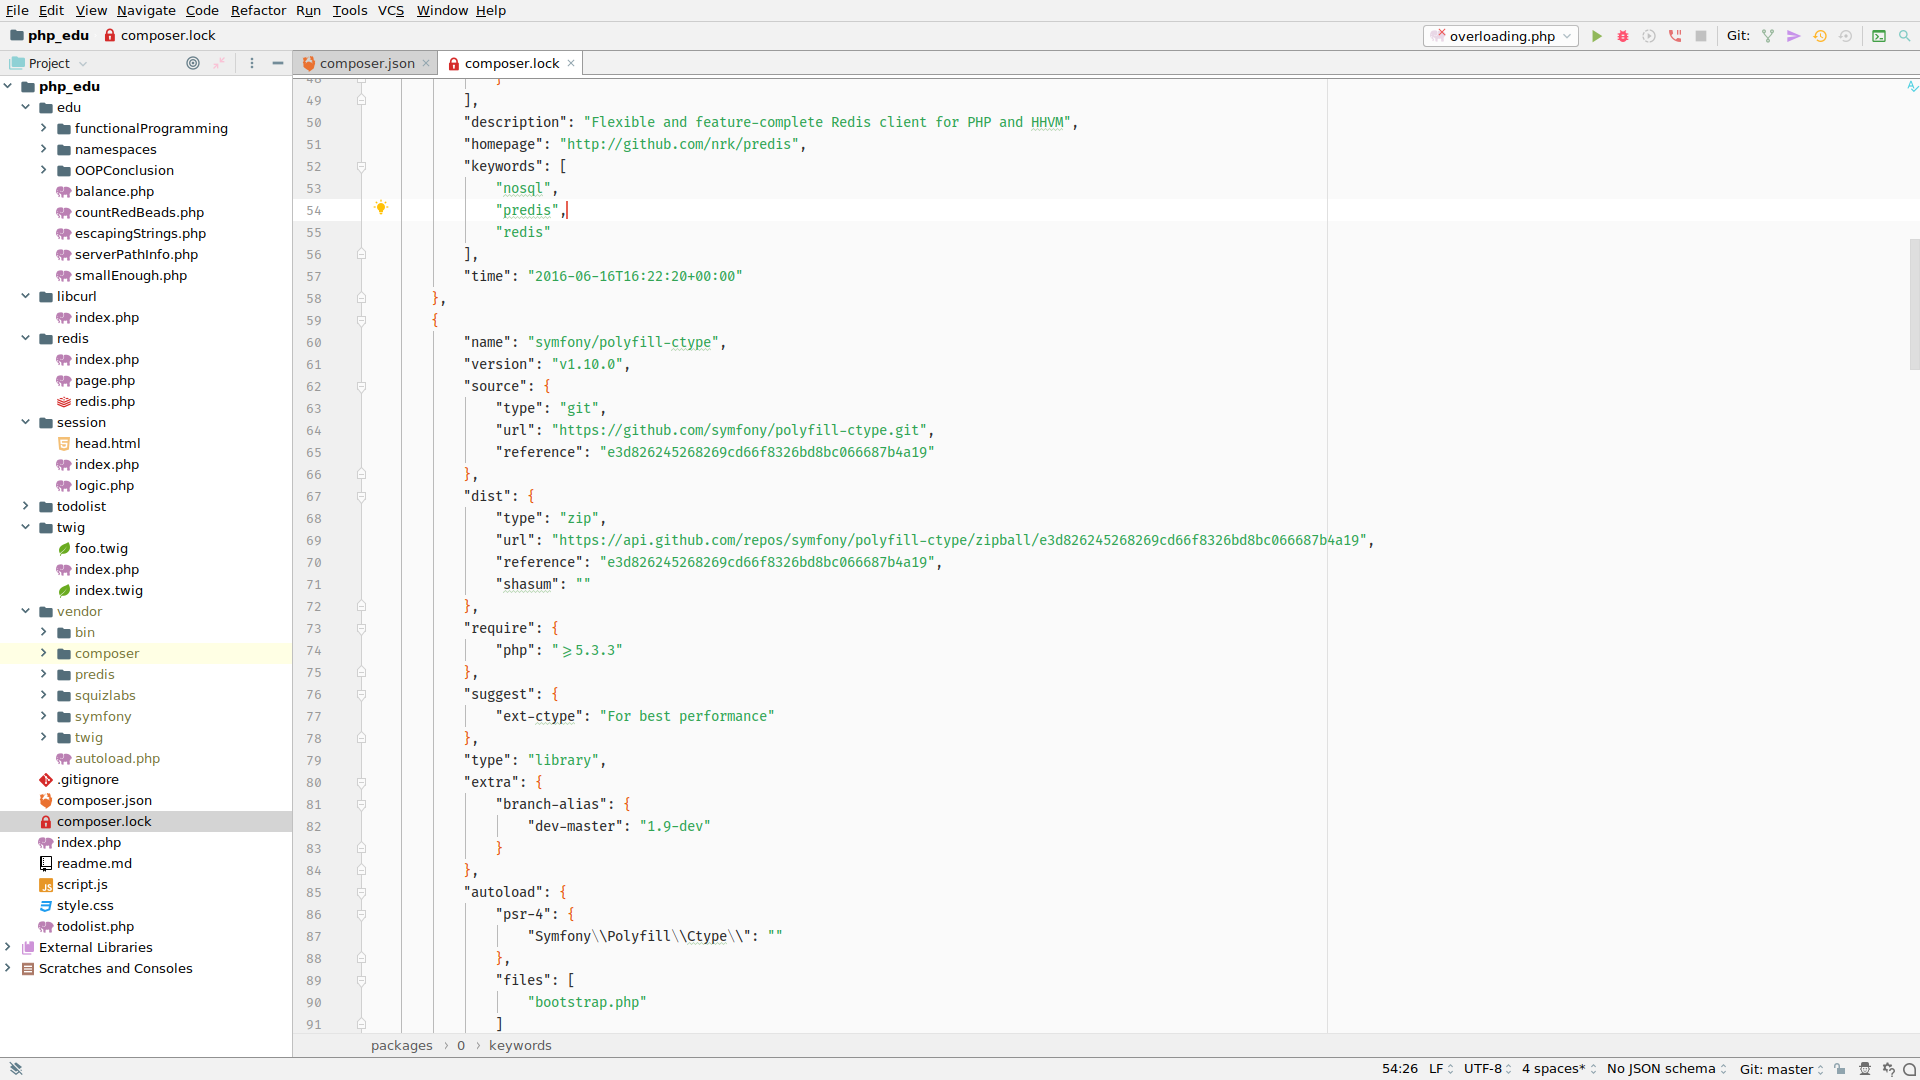 File Edit View Navigate Code Refactor Run Tools VCS Window Help
php_edu composer.lock overloading.php Git:
Project composer.json composer.lock
php_edu
edu
functionalProgramming
namespaces
OOPConclusion
balance.php
countRedBeads.php
escapingStrings.php
serverPathInfo.php
smallEnough.php
libcurl
index.php
redis
index.php
page.php
redis.php
session
head.html
index.php
logic.php
todolist
twig
foo.twig
index.php
index.twig
vendor
bin
composer
predis
squizlabs
symfony
twig
autoload.php
.gitignore
composer.json
composer.lock
index.php
readme.md
script.js
style.css
todolist.php
External Libraries
Scratches and Consoles
48 }
49 ],
50 "description": "Flexible and feature-complete Redis client for PHP and HHVM",
51 "homepage": "http://github.com/nrk/predis",
52 "keywords": [
53 "nosql",
54 "predis",
55 "redis"
56 ],
57 "time": "2016-06-16T16:22:20+00:00"
58 },
59 {
60 "name": "symfony/polyfill-ctype",
61 "version": "v1.10.0",
62 "source": {
63 "type": "git",
64 "url": "https://github.com/symfony/polyfill-ctype.git",
65 "reference": "e3d826245268269cd66f8326bd8bc066687b4a19"
66 },
67 "dist": {
68 "type": "zip",
69 "url": "https://api.github.com/repos/symfony/polyfill-ctype/zipball/e3d826245268269cd66f8326bd8bc066687b4a19",
70 "reference": "e3d826245268269cd66f8326bd8bc066687b4a19",
71 "shasum": ""
72 },
73 "require": {
74 "php": "⩾5.3.3"
75 },
76 "suggest": {
77 "ext-ctype": "For best performance"
78 },
79 "type": "library",
80 "extra": {
81 "branch-alias": {
82 "dev-master": "1.9-dev"
83 }
84 },
85 "autoload": {
86 "psr-4": {
87 "Symfony\\Polyfill\\Ctype\\": ""
88 },
89 "files": [
90 "bootstrap.php"
91 ]
packages › 0 › keywords
54:26 LF UTF-8 4 spaces* No JSON schema Git: master